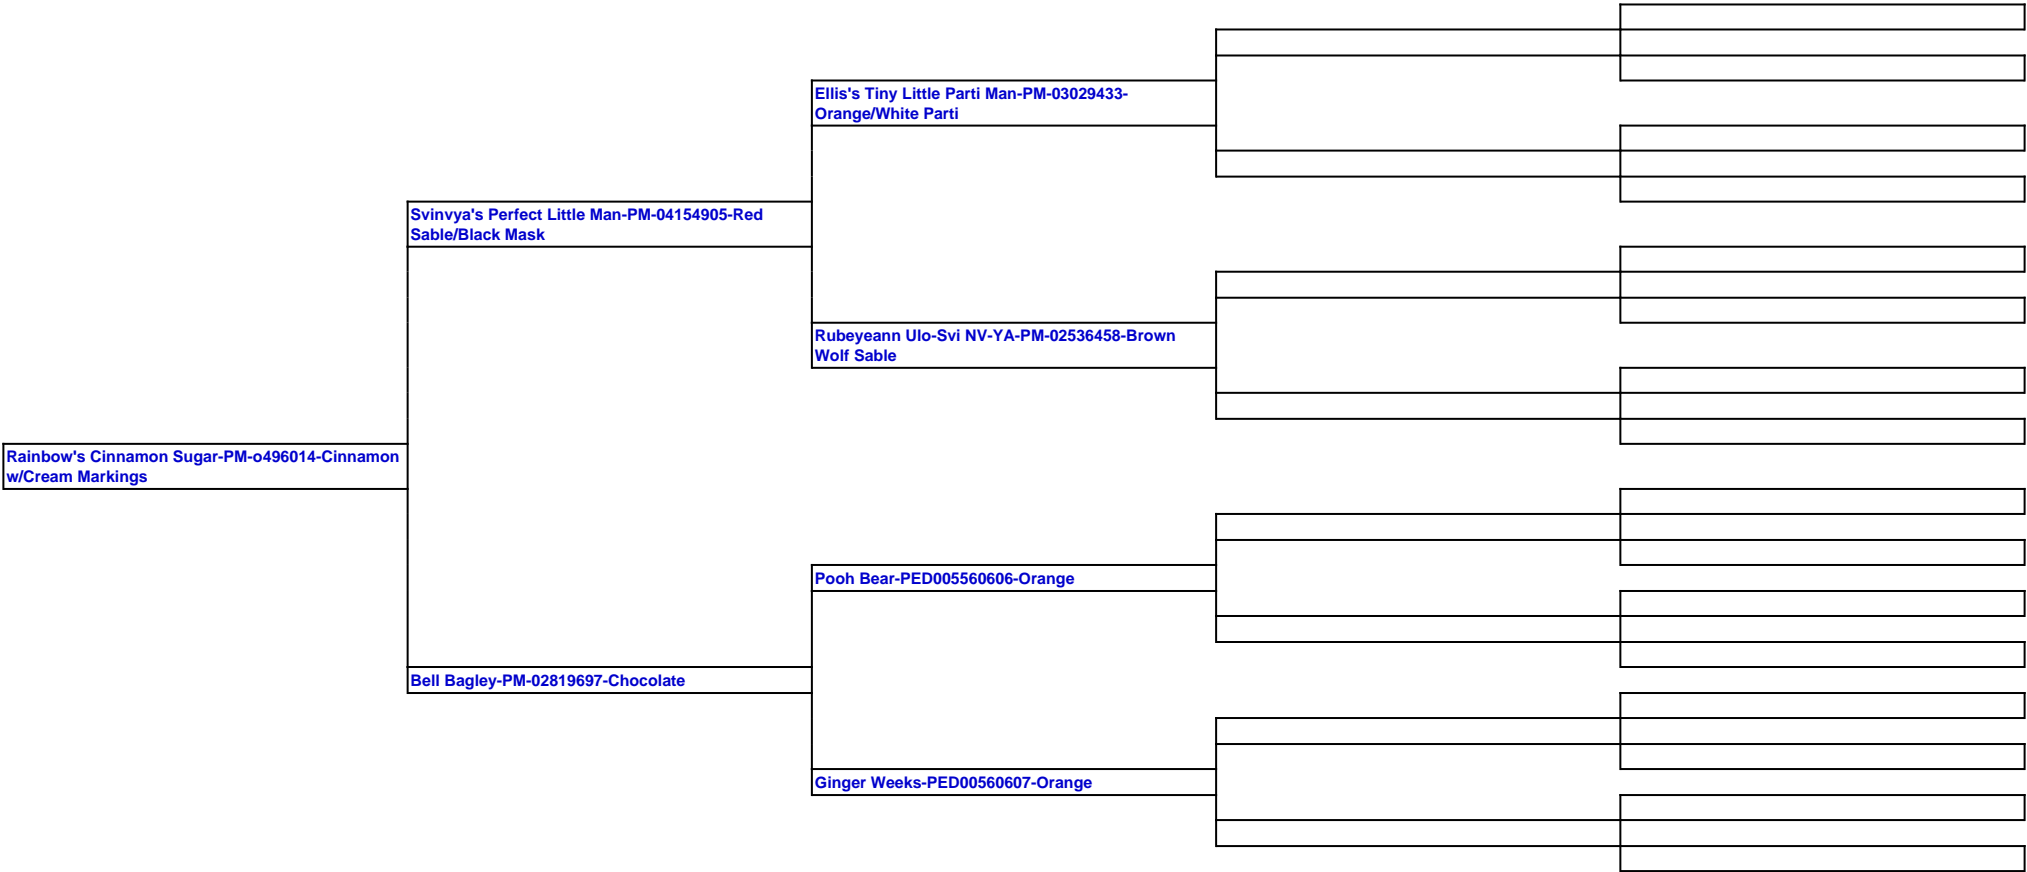 Ellis's Tiny Little Parti Man-PM-03029433-
Orange/White Parti
Svinvya's Perfect Little Man-PM-04154905-Red
Sable/Black Mask
Rubeyeann Ulo-Svi NV-YA-PM-02536458-Brown
Wolf Sable
Rainbow's Cinnamon Sugar-PM-o496014-Cinnamon
w/Cream Markings
Pooh Bear-PED005560606-Orange
Bell Bagley-PM-02819697-Chocolate
Ginger Weeks-PED00560607-Orange